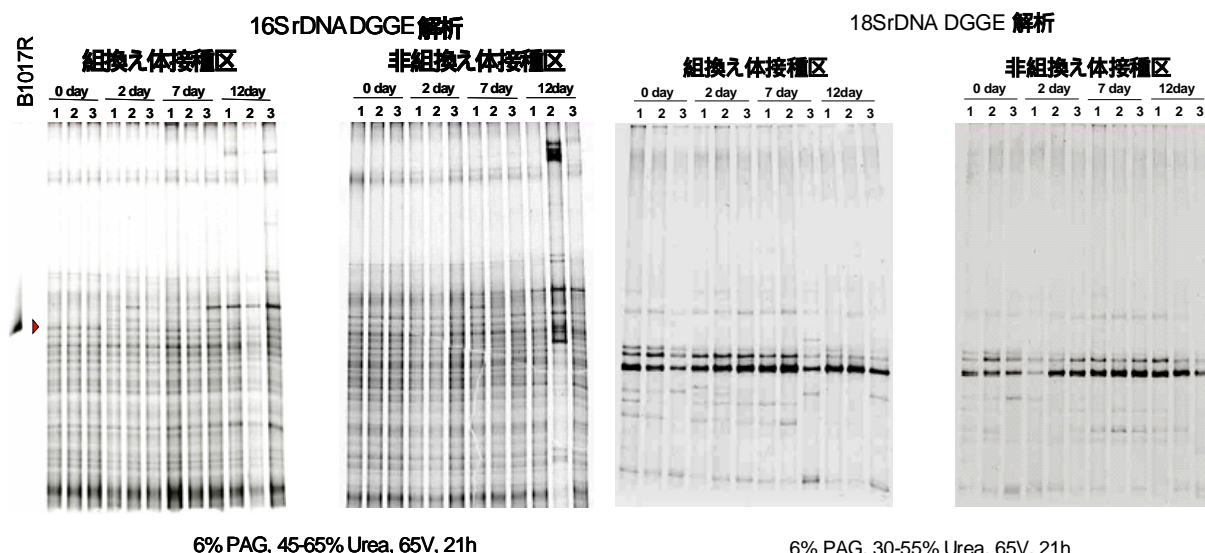 16SrDNA DGGE 解析
18SrDNA DGGE 解析
B1017R
組換え体接種区
非組換え体接種区
組換え体接種区
非組換え体接種区
0 day 2 day 7 day 12day
0 day 2 day 7 day 12day
0 day 2 day 7 day 12day
0 day 2 day 7 day 12day
1 2 3 1 2 3 1 2 3 1 2 3
1 2 3 1 2 3 1 2 3 1 2 3
1 2 3 1 2 3 1 2 3 1 2 3
1 2 3 1 2 3 1 2 3 1 2 3
6% PAG, 45-65% Urea, 65V, 21h
6% PAG, 30-55% Urea, 65V, 21h